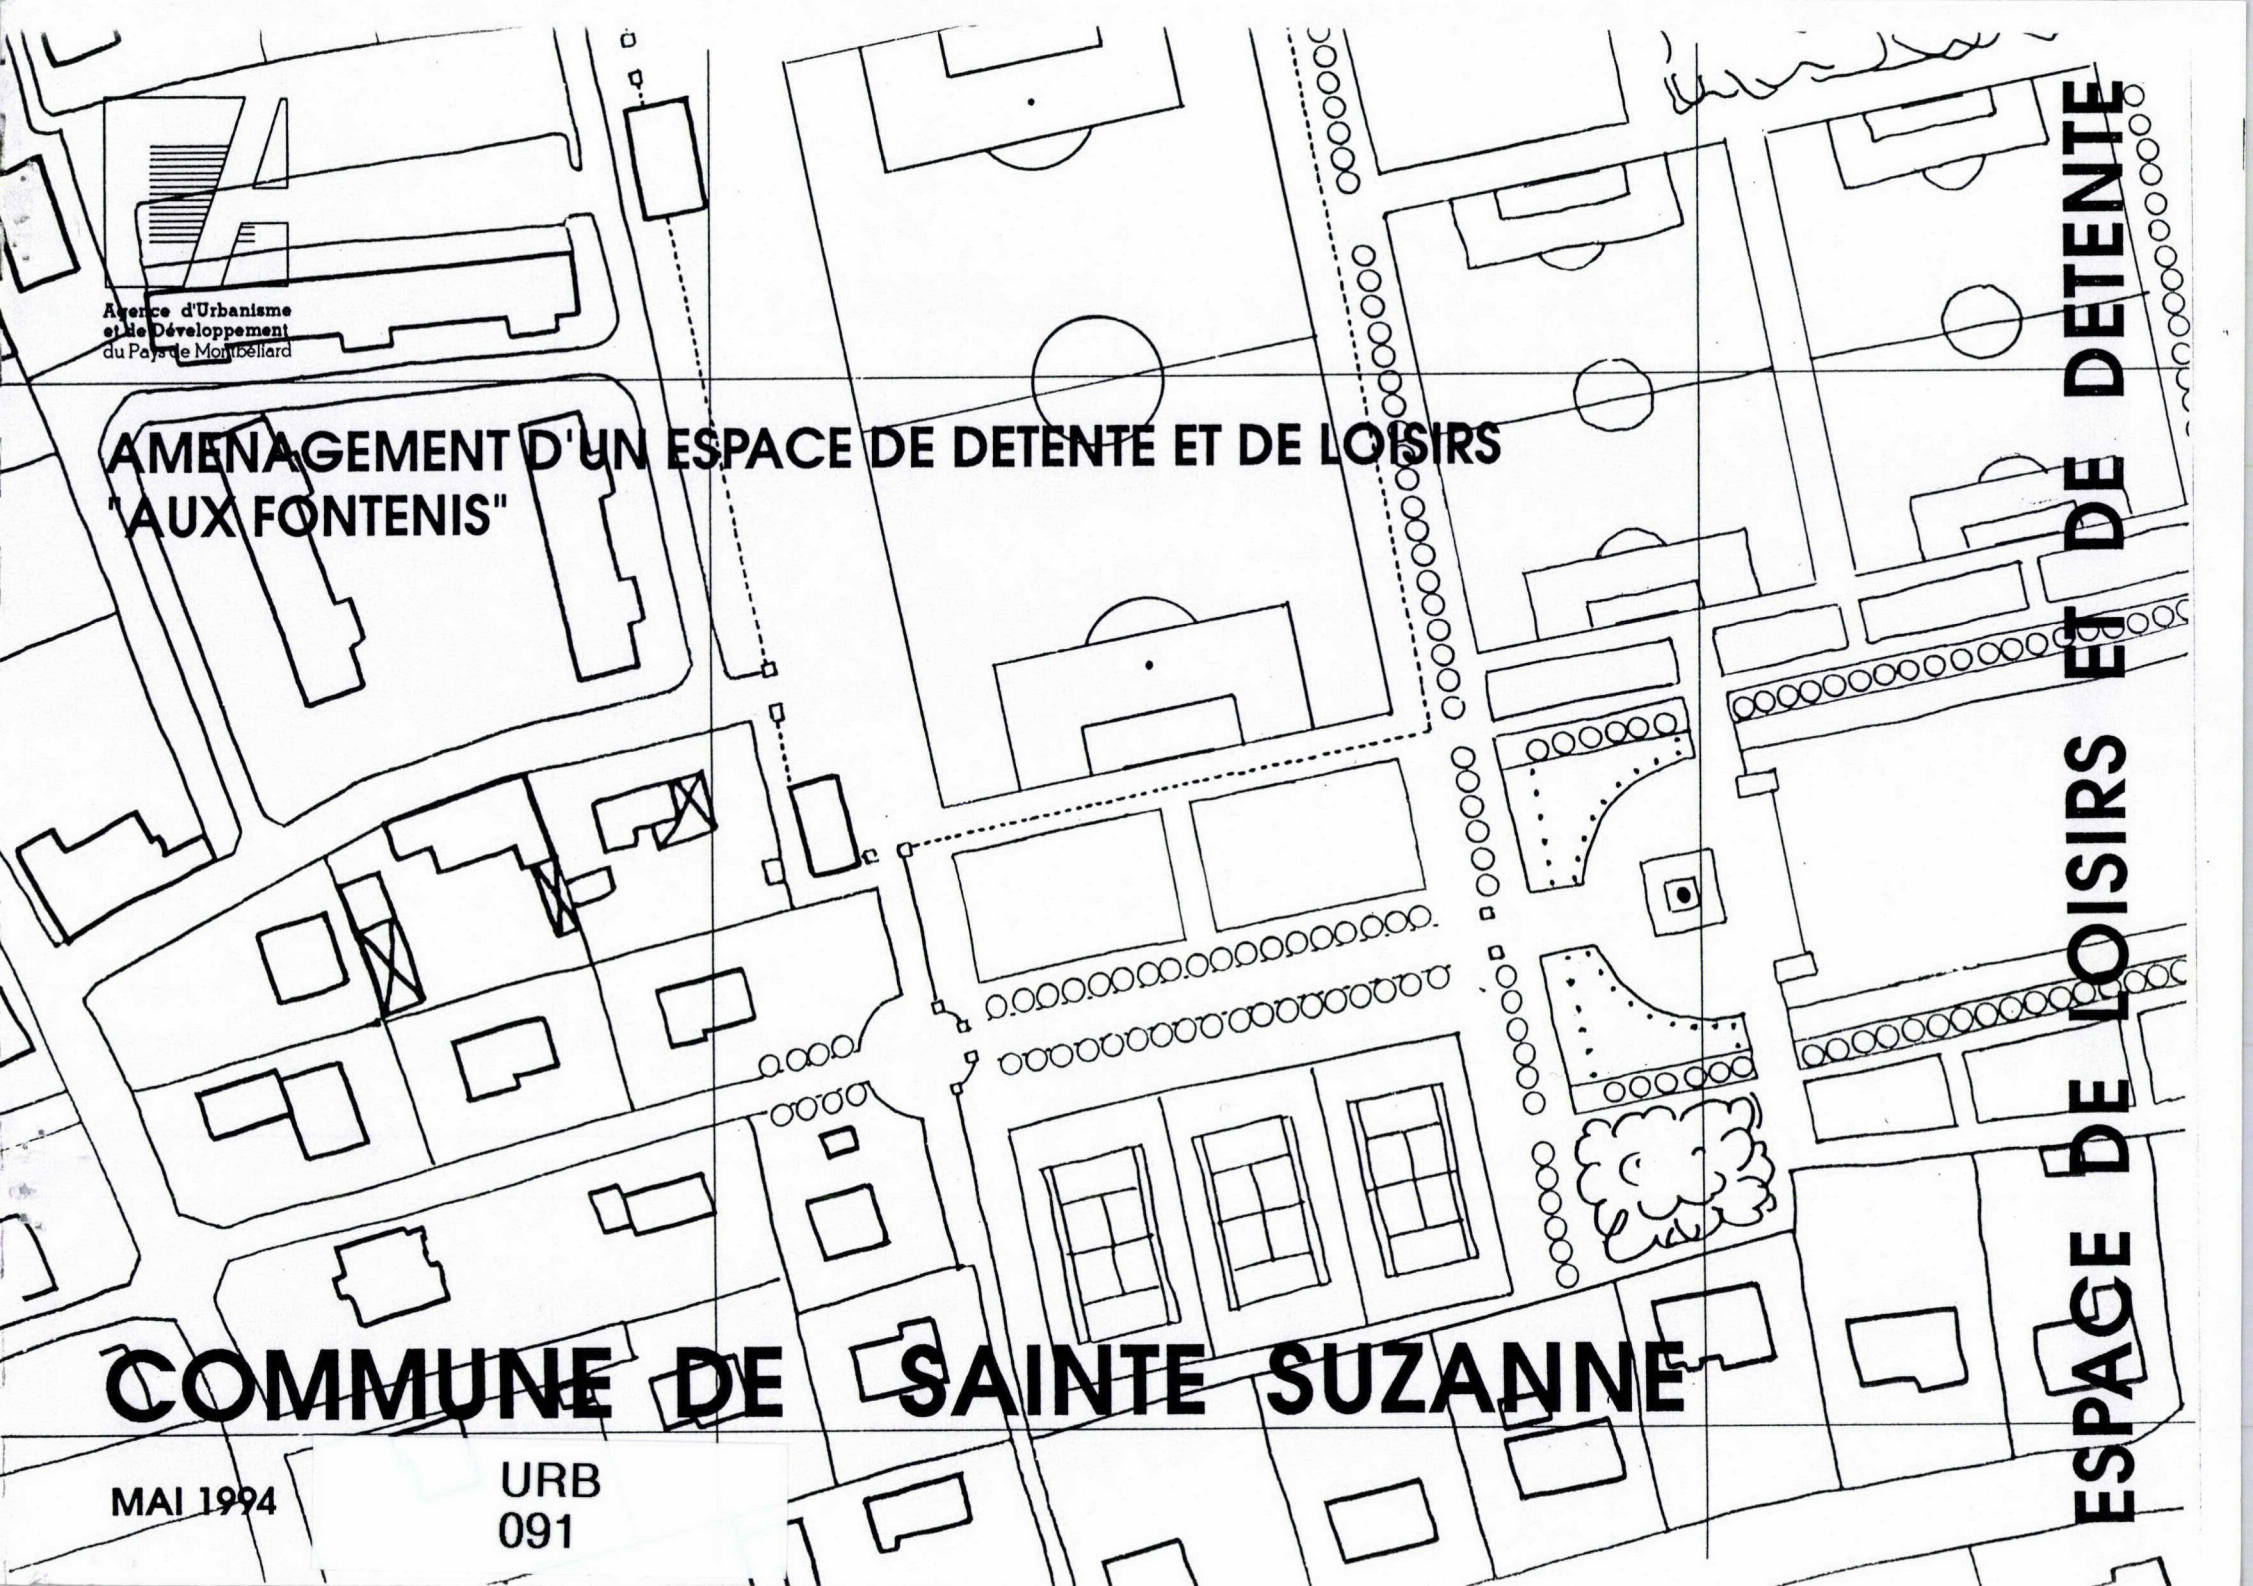 Agence d'Urbanisme
et de Développement
du Pays de Montbéliard
AMENAGEMENT D'UN ESPACE DE DETENTE ET DE LOISIRS
"AUX FONTENIS"
COMMUNE DE SAINTE SUZANNE
MAI 1994
URB
091
ESPACE DE LOISIRS ET DE DETENTE